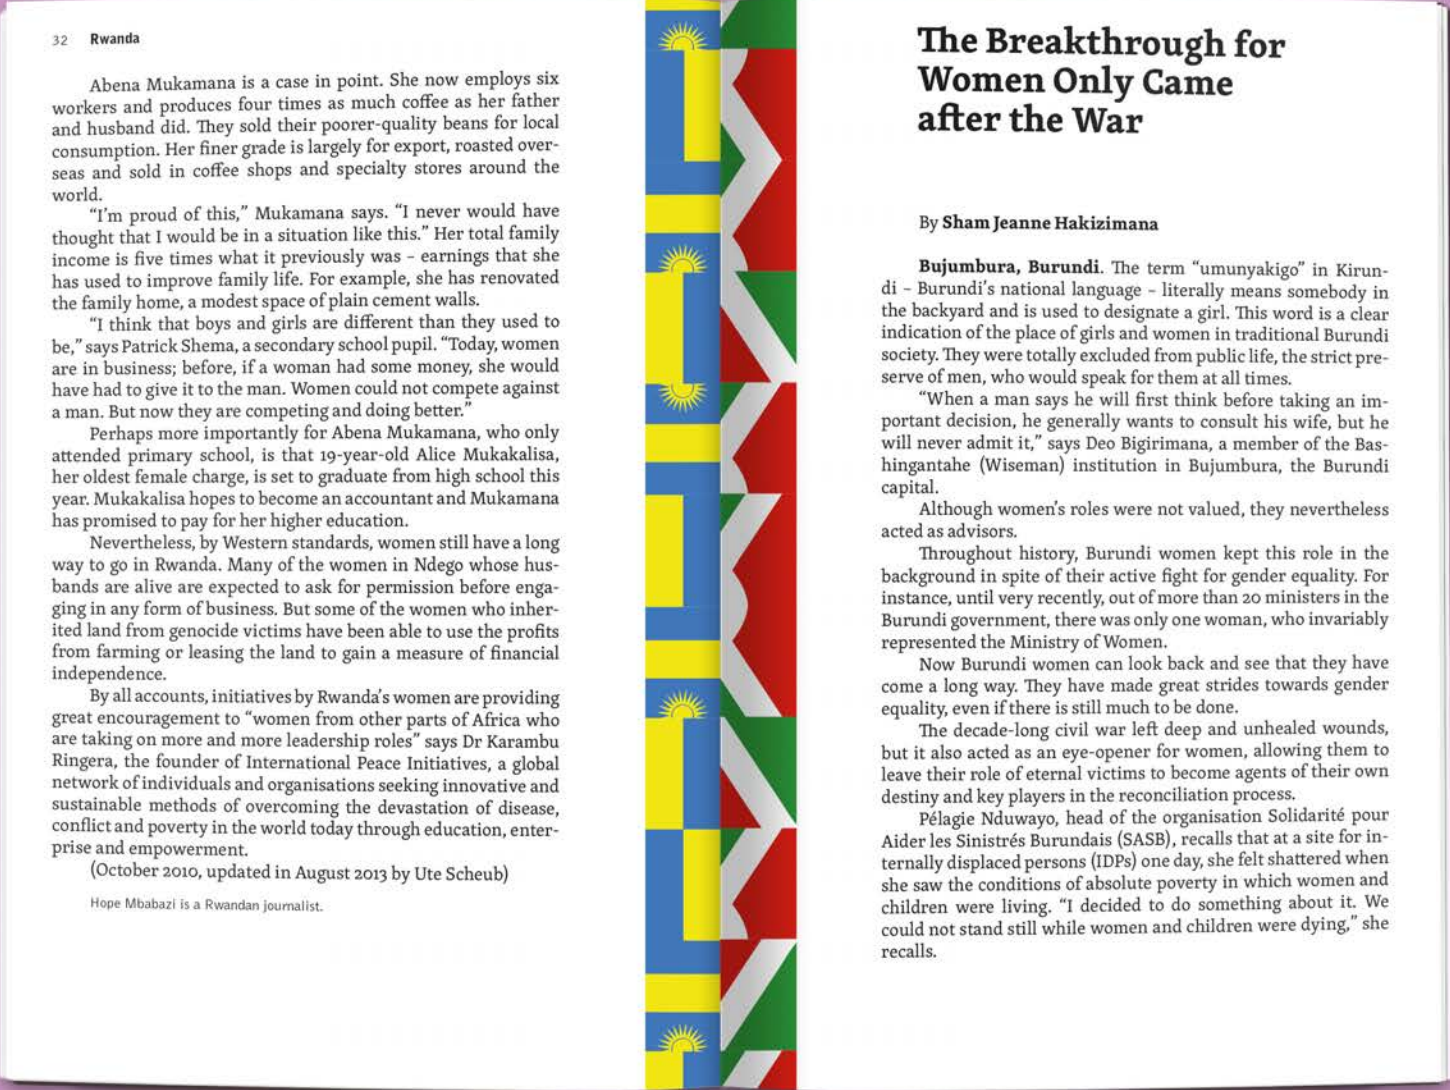 32 Rwanda
Abena Mukamana is a case in point. She now employs six
workers and produces four times as much coffee as her father
and husband did. They sold their poorer-quality beans for local
consumption. Her finer grade is largely for export, roasted over-
seas and sold in coffee shops and specialty stores around the
world.
“I’m proud of this,” Mukamana says. “I never would have
thought that I would be in a situation like this.” Her total family
income is five times what it previously was – earnings that she
has used to improve family life. For example, she has renovated
the family home, a modest space of plain cement walls.
“I think that boys and girls are different than they used to
be,” says Patrick Shema, a secondary school pupil. “Today, women
are in business; before, if a woman had some money, she would
have had to give it to the man. Women could not compete against
a man. But now they are competing and doing better.”
Perhaps more importantly for Abena Mukamana, who only
attended primary school, is that 19-year-old Alice Mukakalisa,
her oldest female charge, is set to graduate from high school this
year. Mukakalisa hopes to become an accountant and Mukamana
has promised to pay for her higher education.
Nevertheless, by Western standards, women still have a long
way to go in Rwanda. Many of the women in Ndego whose hus-
bands are alive are expected to ask for permission before enga-
ging in any form of business. But some of the women who inher-
ited land from genocide victims have been able to use the profits
from farming or leasing the land to gain a measure of financial
independence.
By all accounts, initiatives by Rwanda’s women are providing
great encouragement to “women from other parts of Africa who
are taking on more and more leadership roles” says Dr Karambu
Ringera, the founder of International Peace Initiatives, a global
network of individuals and organisations seeking innovative and
sustainable methods of overcoming the devastation of disease,
conflict and poverty in the world today through education, enter-
prise and empowerment.
(October 2010, updated in August 2013 by Ute Scheub)
Hope Mbabazi is a Rwandan journalist.
The Breakthrough for
Women Only Came
after the War
By Sham Jeanne Hakizimana
Bujumbura, Burundi. The term “umunyakigo” in Kirun-
di – Burundi’s national language – literally means somebody in
the backyard and is used to designate a girl. This word is a clear
indication of the place of girls and women in traditional Burundi
society. They were totally excluded from public life, the strict pre-
serve of men, who would speak for them at all times.
“When a man says he will first think before taking an im-
portant decision, he generally wants to consult his wife, but he
will never admit it,” says Deo Bigirimana, a member of the Bas-
hingantahe (Wiseman) institution in Bujumbura, the Burundi
capital.
Although women’s roles were not valued, they nevertheless
acted as advisors.
Throughout history, Burundi women kept this role in the
background in spite of their active fight for gender equality. For
instance, until very recently, out of more than 20 ministers in the
Burundi government, there was only one woman, who invariably
represented the Ministry of Women.
Now Burundi women can look back and see that they have
come a long way. They have made great strides towards gender
equality, even if there is still much to be done.
The decade-long civil war left deep and unhealed wounds,
but it also acted as an eye-opener for women, allowing them to
leave their role of eternal victims to become agents of their own
destiny and key players in the reconciliation process.
Pélagie Nduwayo, head of the organisation Solidarité pour
Aider les Sinistrés Burundais (SASB), recalls that at a site for in-
ternally displaced persons (IDPs) one day, she felt shattered when
she saw the conditions of absolute poverty in which women and
children were living. “I decided to do something about it. We
could not stand still while women and children were dying,” she
recalls.